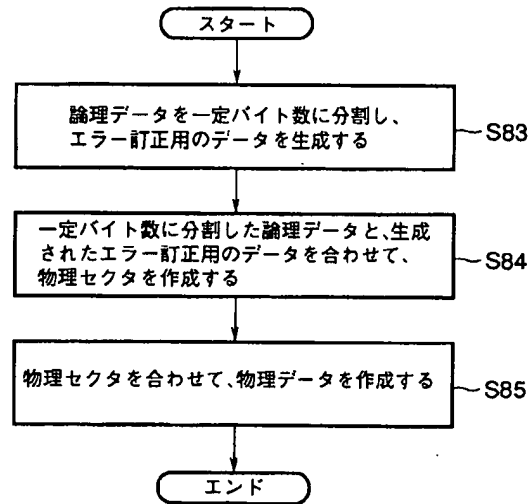 スタート
論理データを一定バイト数に分割し、
エラー訂正用のデータを生成する
S83
一定バイト数に分割した論理データと、生成
されたエラー訂正用のデータを合わせて、
物理セクタを作成する
S84
物理セクタを合わせて、物理データを作成する
S85
エンド